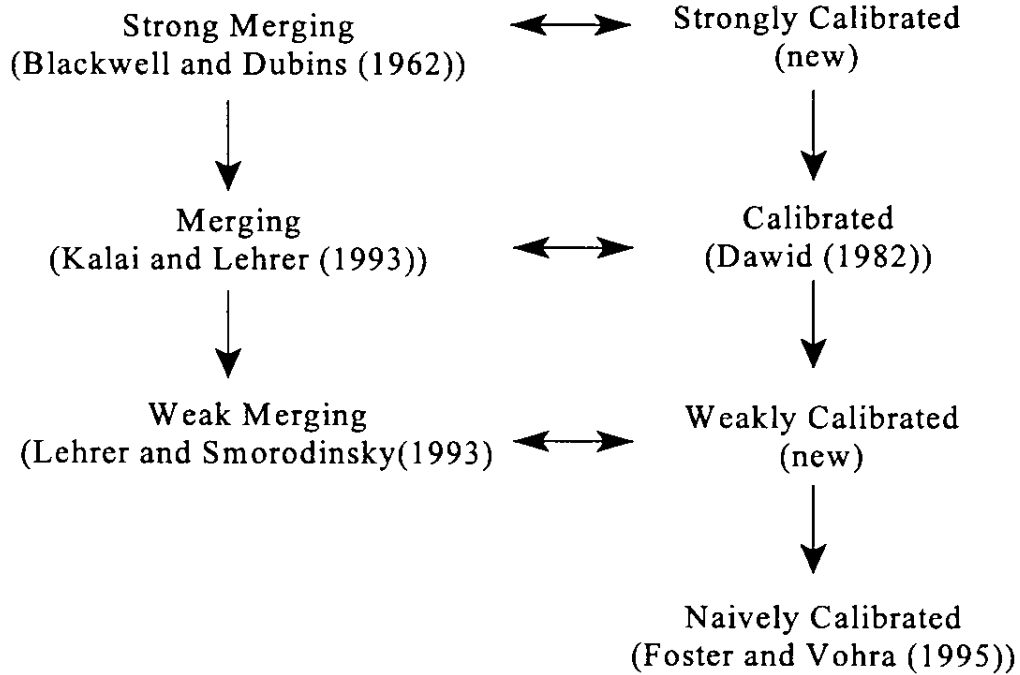 Strong Merging
(Blackwell and Dubins (1962))
Strongly Calibrated
(new)
Merging
(Kalai and Lehrer (1993))
Calibrated
(Dawid (1982))
Weak Merging
(Lehrer and Smorodinsky(1993)
Weakly Calibrated
(new)
Naively Calibrated
(Foster and Vohra (1995))